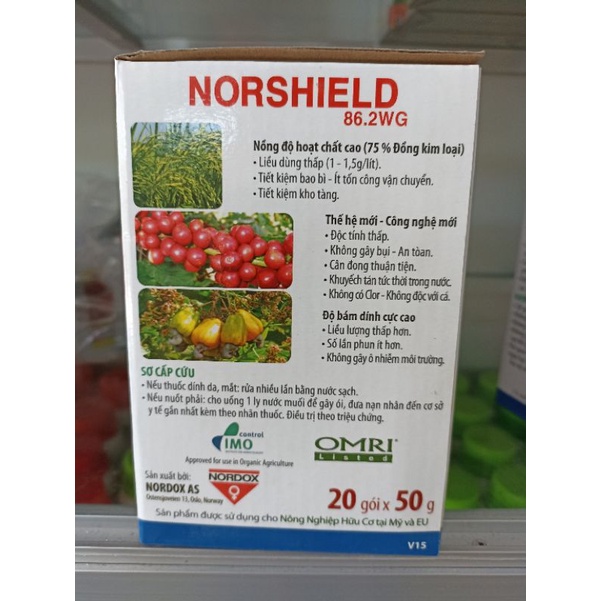 NORSHIELD
86.2WG
Nồng độ hoạt chất cao (75 % Đồng kim loại)
• Liều dùng thấp (1 - 1,5g/lít).
• Tiết kiệm bao bì - Ít tốn công vận chuyển.
• Tiết kiệm kho tàng.
Thế hệ mới - Công nghệ mới
• Độc tính thấp.
• Không gây bụi - An tòan.
• Cân đong thuận tiện.
• Khuyếch tán tức thời trong nước.
• Không có Clor - Không độc với cá.
Độ bám dính cực cao
• Liều lượng thấp hơn.
• Số lần phun ít hơn.
• Không gây ô nhiễm môi trường.
SƠ CẤP CỨU
• Nếu thuốc dính da, mắt: rửa nhiều lần bằng nước sạch.
• Nếu nuốt phải: cho uống 1 ly nước muối để gây ói, đưa nạn nhân đến cơ sở
y tế gần nhất kèm theo nhãn thuốc. Điều trị theo triệu chứng.
control
IMO
OMRI
Listed
Approved for use in Organic Agriculture
Sản xuất bởi:
NORDOX AS
Oslo, Norway
NORDOX
20 gói x 50 g
Sản phẩm được sử dụng cho Nông Nghiệp Hữu Cơ tại Mỹ và EU
V15